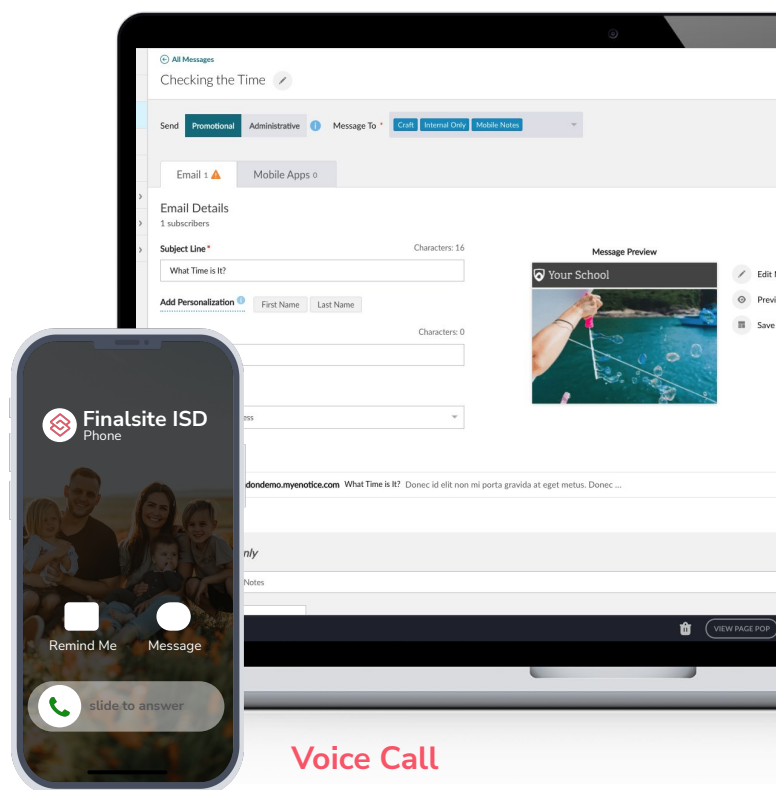 All Messages
Checking the Time
Send Promotional Administrative Message To * Craft Internal Only Mobile Notes
Email 1 Mobile Apps 0
Email Details
1 subscribers
Subject Line * Characters: 16
What Time is It?
Add Personalization First Name Last Name
Characters: 0
Message Preview
Your School
Edit
Save
dondemo.myenotice.com What Time is It? Donec id elit non mi porta gravida at eget metus. Donec ...
Notes
VIEW PAGE POP
Finalsite ISD
Phone
Remind Me Message
slide to answer
Voice Call